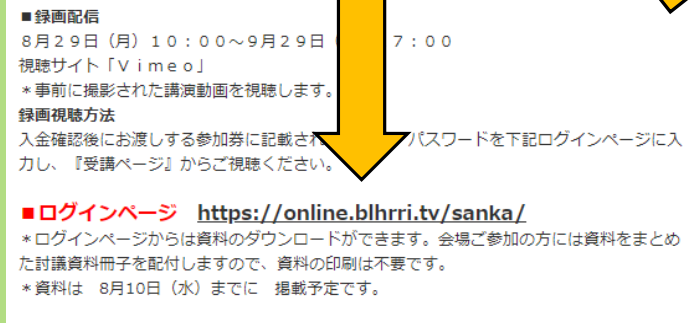 ■録画配信
8月29日（月）10：00～9月29日 7：00
視聴サイト「Ｖｉｍｅｏ」
＊事前に撮影された講演動画を視聴します。
録画視聴方法
入金確認後にお渡しする参加券に記載され パスワードを下記ログインページに入
力し、『受講ページ』からご視聴ください。
■ログインページ https://online.blhrri.tv/sanka/
＊ログインページからは資料のダウンロードができます。会場ご参加の方には資料をまとめ
た討議資料冊子を配付しますので、資料の印刷は不要です。
＊資料は 8月10日（水）までに 掲載予定です。